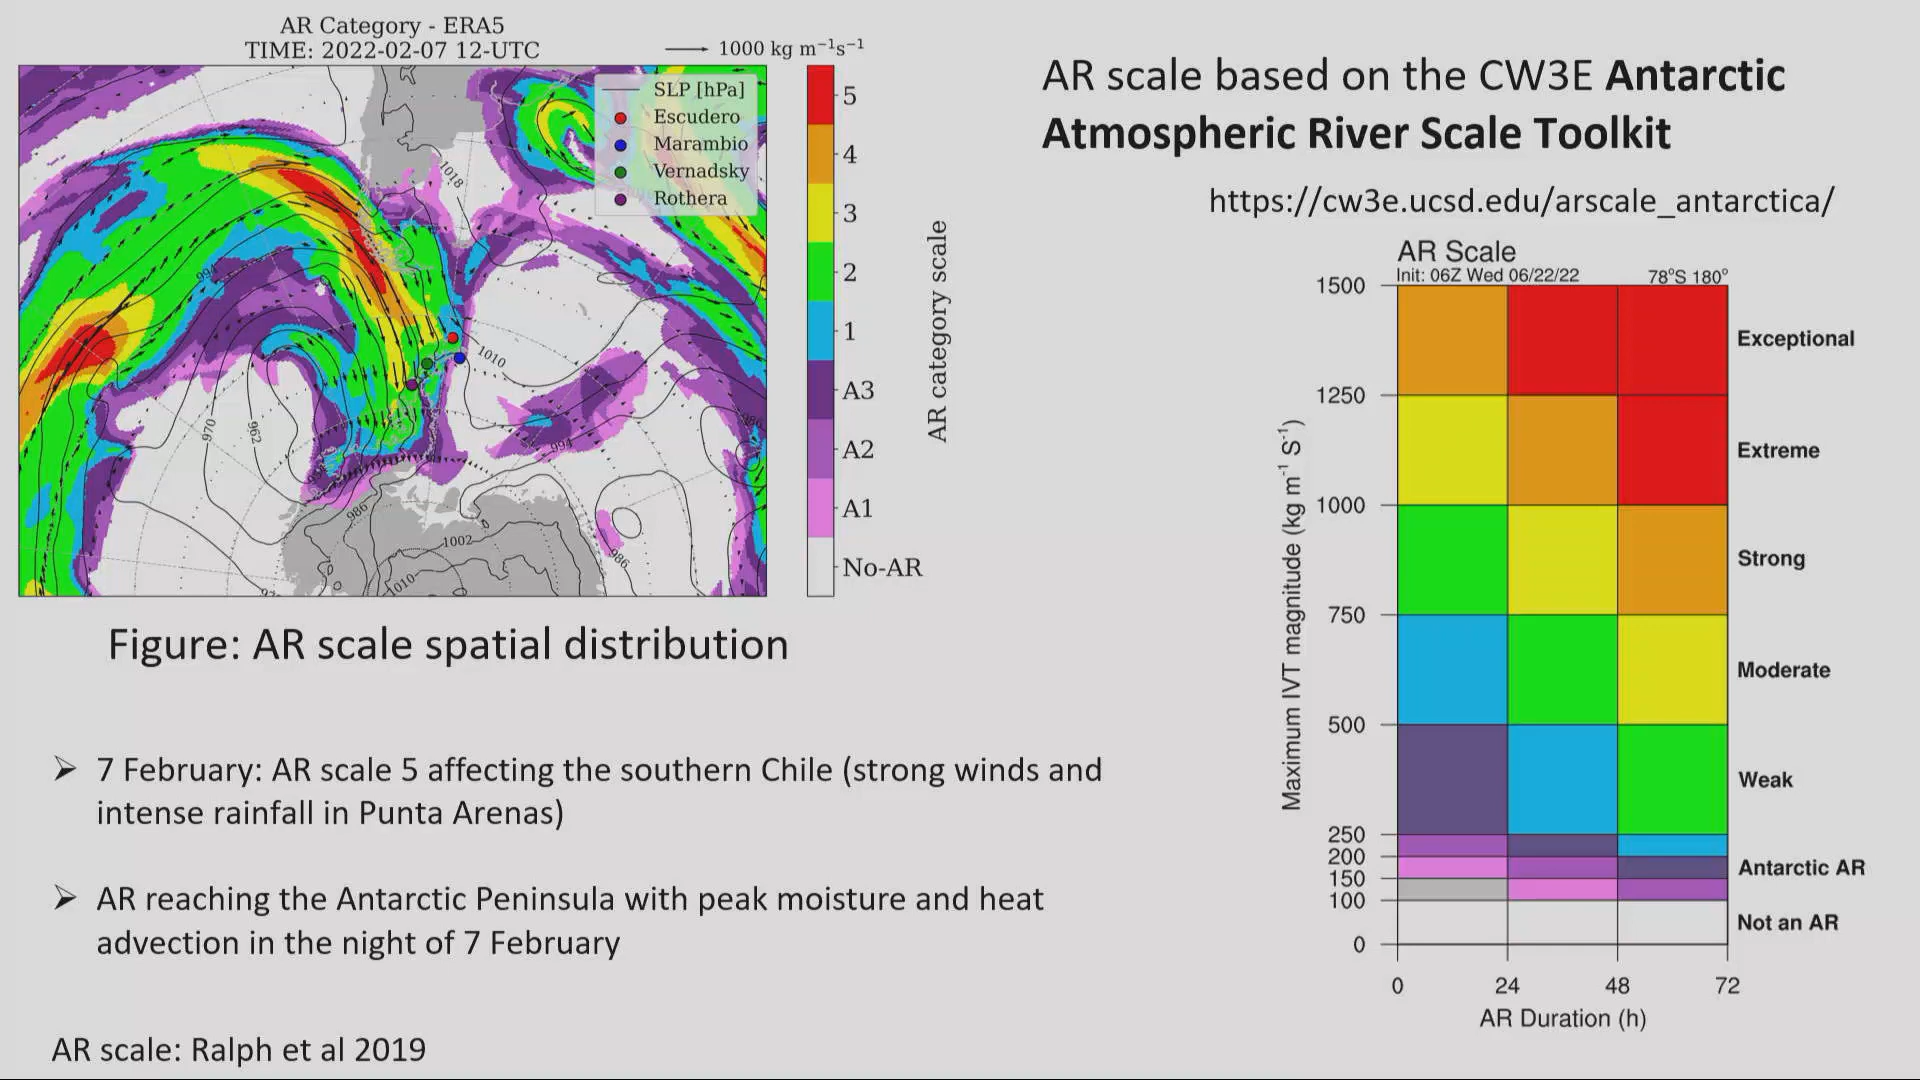 AR Category - ERA5
TIME: 2022-02-07 12-UTC
1000 kg m⁻¹s⁻¹
SLP [hPa]
Escudero
Marambio
Vernadsky
Rothera
1018
994
1010
970
962
994
986
986
1002
1010
986
5
4
3
2
1
A3
A2
A1
No-AR
AR category scale
Figure: AR scale spatial distribution
➢ 7 February: AR scale 5 affecting the southern Chile (strong winds and
intense rainfall in Punta Arenas)
➢ AR reaching the Antarctic Peninsula with peak moisture and heat
advection in the night of 7 February
AR scale: Ralph et al 2019
AR scale based on the CW3E Antarctic
Atmospheric River Scale Toolkit
https://cw3e.ucsd.edu/arscale_antarctica/
AR Scale
Init: 06Z Wed 06/22/22 78°S 180°
1500
1250
1000
750
500
250
200
150
100
0
Maximum IVT magnitude (kg m⁻¹ S⁻¹)
Exceptional
Extreme
Strong
Moderate
Weak
Antarctic AR
Not an AR
0 24 48 72
AR Duration (h)